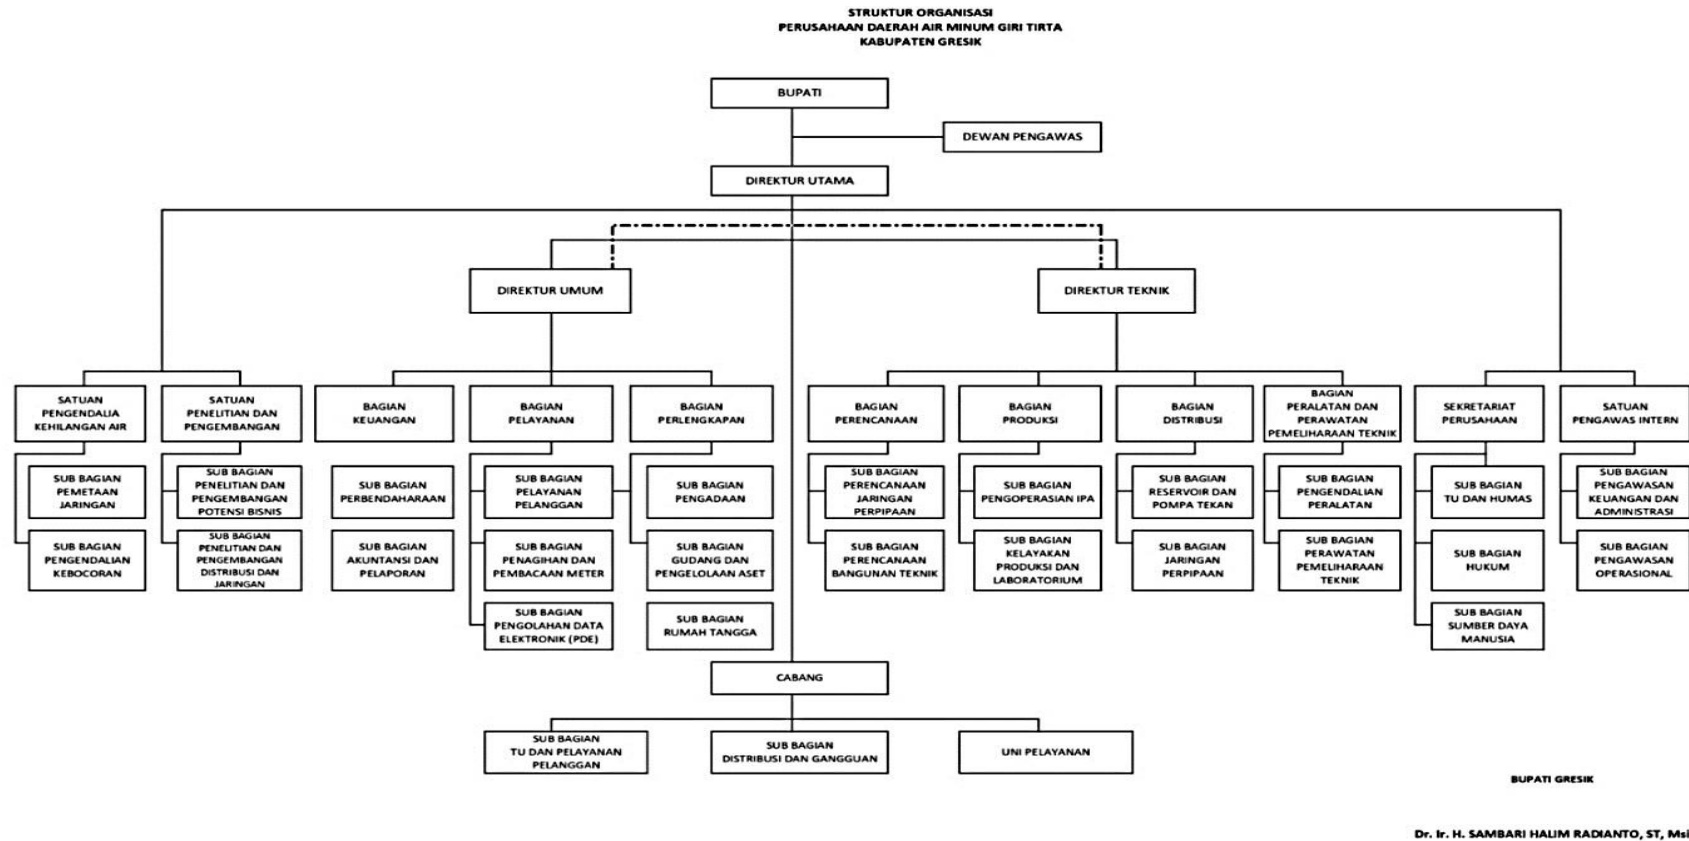 STRUKTUR ORGANISASI
PERUSAHAAN DAERAH AIR MINUM GIRI TIRTA
KABUPATEN GRESIK
BUPATI
DEWAN PENGAWAS
DIREKTUR UTAMA
DIREKTUR UMUM
DIREKTUR TEKNIK
SATUAN
PENGENDALIA
KEHILANGAN AIR
SATUAN
PENELITIAN DAN
PENGEMBANGAN
BAGIAN
KEUANGAN
BAGIAN
PELAYANAN
BAGIAN
PERLENGKAPAN
BAGIAN
PERENCANAAN
BAGIAN
PRODUKSI
BAGIAN
DISTRIBUSI
BAGIAN
PERALATAN DAN
PERAWATAN
PEMELIHARAAN TEKNIK
SEKRETARIAT
PERUSAHAAN
SATUAN
PENGAWAS INTERN
SUB BAGIAN
PEMETAAN
JARINGAN
SUB BAGIAN
PENELITIAN DAN
PENGEMBANGAN
POTENSI BISNIS
SUB BAGIAN
PERBENDAHARAAN
SUB BAGIAN
PELAYANAN
PELANGGAN
SUB BAGIAN
PENGADAAN
SUB BAGIAN
PERENCANAAN
JARINGAN
PERPIPAAN
SUB BAGIAN
PENGOPERASIAN IPA
SUB BAGIAN
RESERVOIR DAN
POMPA TEKAN
SUB BAGIAN
PENGENDALIAN
PERALATAN
SUB BAGIAN
TU DAN HUMAS
SUB BAGIAN
PENGAWASAN
KEUANGAN DAN
ADMINISTRASI
SUB BAGIAN
PENGENDALIAN
KEBOCORAN
SUB BAGIAN
PENELITIAN DAN
PENGEMBANGAN
DISTRIBUSI DAN
JARINGAN
SUB BAGIAN
AKUNTANSI DAN
PELAPORAN
SUB BAGIAN
PENAGIHAN DAN
PEMBACAAN METER
SUB BAGIAN
GUDANG DAN
PENGELOLAAN ASET
SUB BAGIAN
PERENCANAAN
BANGUNAN TEKNIK
SUB BAGIAN
KELAYAKAN
PRODUKSI DAN
LABORATORIUM
SUB BAGIAN
JARINGAN
PERPIPAAN
SUB BAGIAN
PERAWATAN
PEMELIHARAAN
TEKNIK
SUB BAGIAN
HUKUM
SUB BAGIAN
PENGAWASAN
OPERASIONAL
SUB BAGIAN
PENGOLAHAN DATA
ELEKTRONIK (PDE)
SUB BAGIAN
RUMAH TANGGA
SUB BAGIAN
SUMBER DAYA
MANUSIA
CABANG
SUB BAGIAN
TU DAN PELAYANAN
PELANGGAN
SUB BAGIAN
DISTRIBUSI DAN GANGGUAN
UNI PELAYANAN
BUPATI GRESIK
Dr. Ir. H. SAMBARI HALIM RADIANTO, ST, Msi